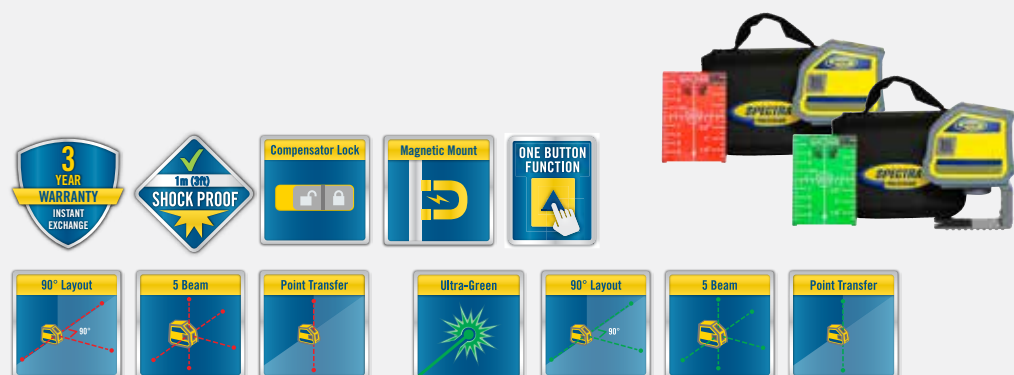 SPECTRA
SPECTRA
3
YEAR
WARRANTY
INSTANT
EXCHANGE
1m (3ft)
SHOCK PROOF
Compensator Lock
Magnetic Mount
ONE BUTTON
FUNCTION
90° Layout
90°
5 Beam
Point Transfer
Ultra-Green
90° Layout
90°
5 Beam
Point Transfer